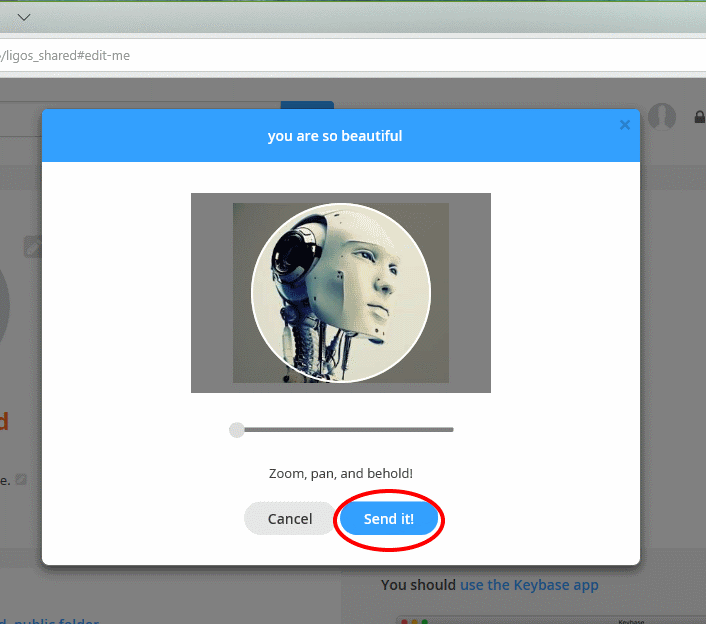 /ligos_shared#edit-me
you are so beautiful
×
d
e.
Zoom, pan, and behold!
Cancel
Send it!
You should use the Keybase app
d, public folder
Keybase